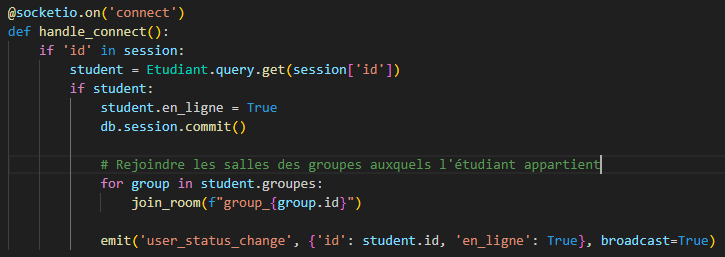 @socketio.on('connect')
def handle_connect():
    if 'id' in session:
        student = Etudiant.query.get(session['id'])
        if student:
            student.en_ligne = True
            db.session.commit()

            # Rejoindre les salles des groupes auxquels l'étudiant appartient
            for group in student.groupes:
                join_room(f"group_{group.id}")

            emit('user_status_change', {'id': student.id, 'en_ligne': True}, broadcast=True)